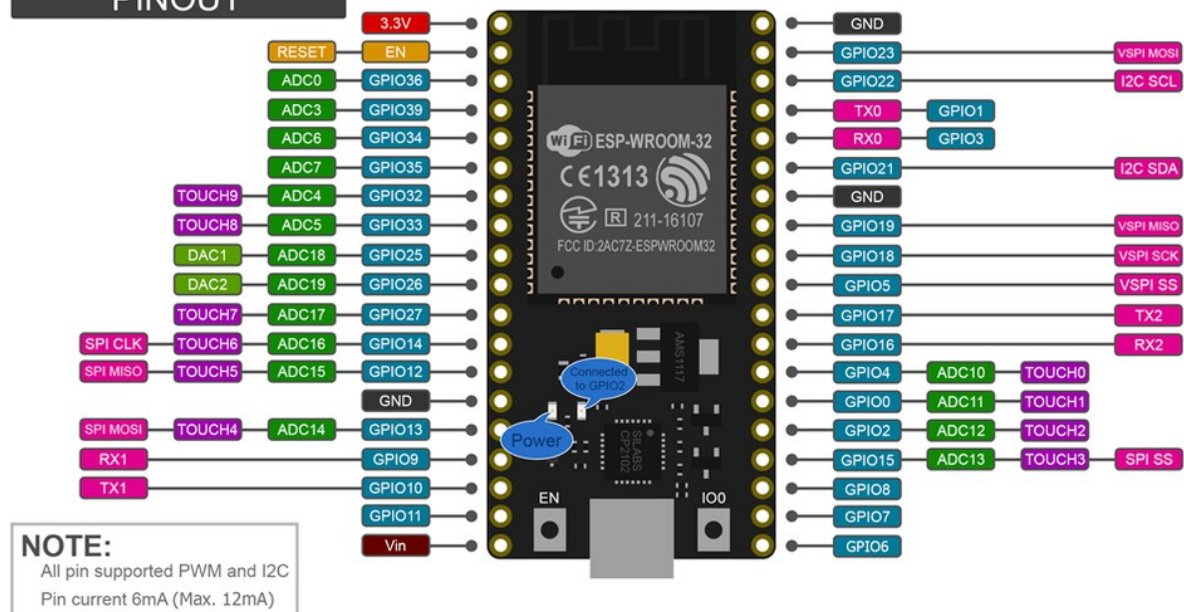 PINOUT
3.3V
GND
RESET EN
GPIO23 VSPI MOSI
ADC0 GPIO36
GPIO22 I2C SCL
ADC3 GPIO39
TX0 GPIO1
ADC6 GPIO34
RX0 GPIO3
ADC7 GPIO35
GPIO21 I2C SDA
TOUCH9 ADC4 GPIO32
GND
TOUCH8 ADC5 GPIO33
GPIO19 VSPI MISO
DAC1 ADC18 GPIO25
GPIO18 VSPI SCK
DAC2 ADC19 GPIO26
GPIO5 VSPI SS
TOUCH7 ADC17 GPIO27
GPIO17 TX2
SPI CLK TOUCH6 ADC16 GPIO14
GPIO16 RX2
SPI MISO TOUCH5 ADC15 GPIO12
GPIO4 ADC10 TOUCH0
GND
GPIO0 ADC11 TOUCH1
SPI MOSI TOUCH4 ADC14 GPIO13
GPIO2 ADC12 TOUCH2
RX1 GPIO9
GPIO15 ADC13 TOUCH3 SPI SS
TX1 GPIO10
GPIO8
GPIO11
GPIO7
Vin
GPIO6
WiFi ESP-WROOM-32
CE1313
R 211-16107
FCC ID:2AC7Z-ESPWROOM32
AMS1117
Connected
to GPIO2
Power
SILABS
CP2102
EN
IO0
NOTE:
All pin supported PWM and I2C
Pin current 6mA (Max. 12mA)